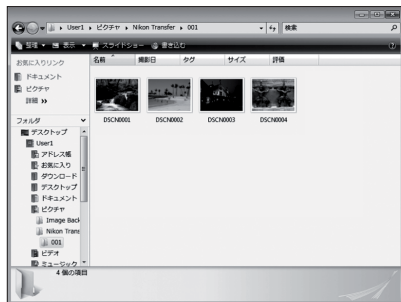 User1 ▸ ピクチャ ▸ Nikon Transfer ▸ 001
検索
整理 表示 スライドショー 書き込む
お気に入りリンク
ドキュメント
ピクチャ
詳細 »
フォルダ
デスクトップ
User1
アドレス帳
お気に入り
ダウンロード
デスクトップ
ドキュメント
ピクチャ
Image Back
Nikon Trans
001
ビデオ
ミュージック
名前 撮影日 タグ サイズ 評価
DSCN0001 DSCN0002 DSCN0003 DSCN0004
4 個の項目